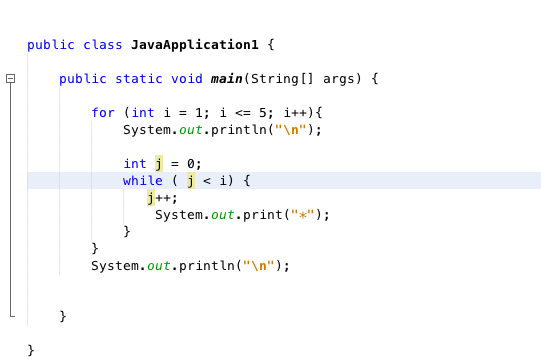 public class JavaApplication1 {
public static void main(String[] args) {
for (int i = 1; i <= 5; i++){
System.out.println("\n");
int j = 0;
while ( j < i) {
j++;
System.out.print("*");
}
}
System.out.println("\n");
}
}